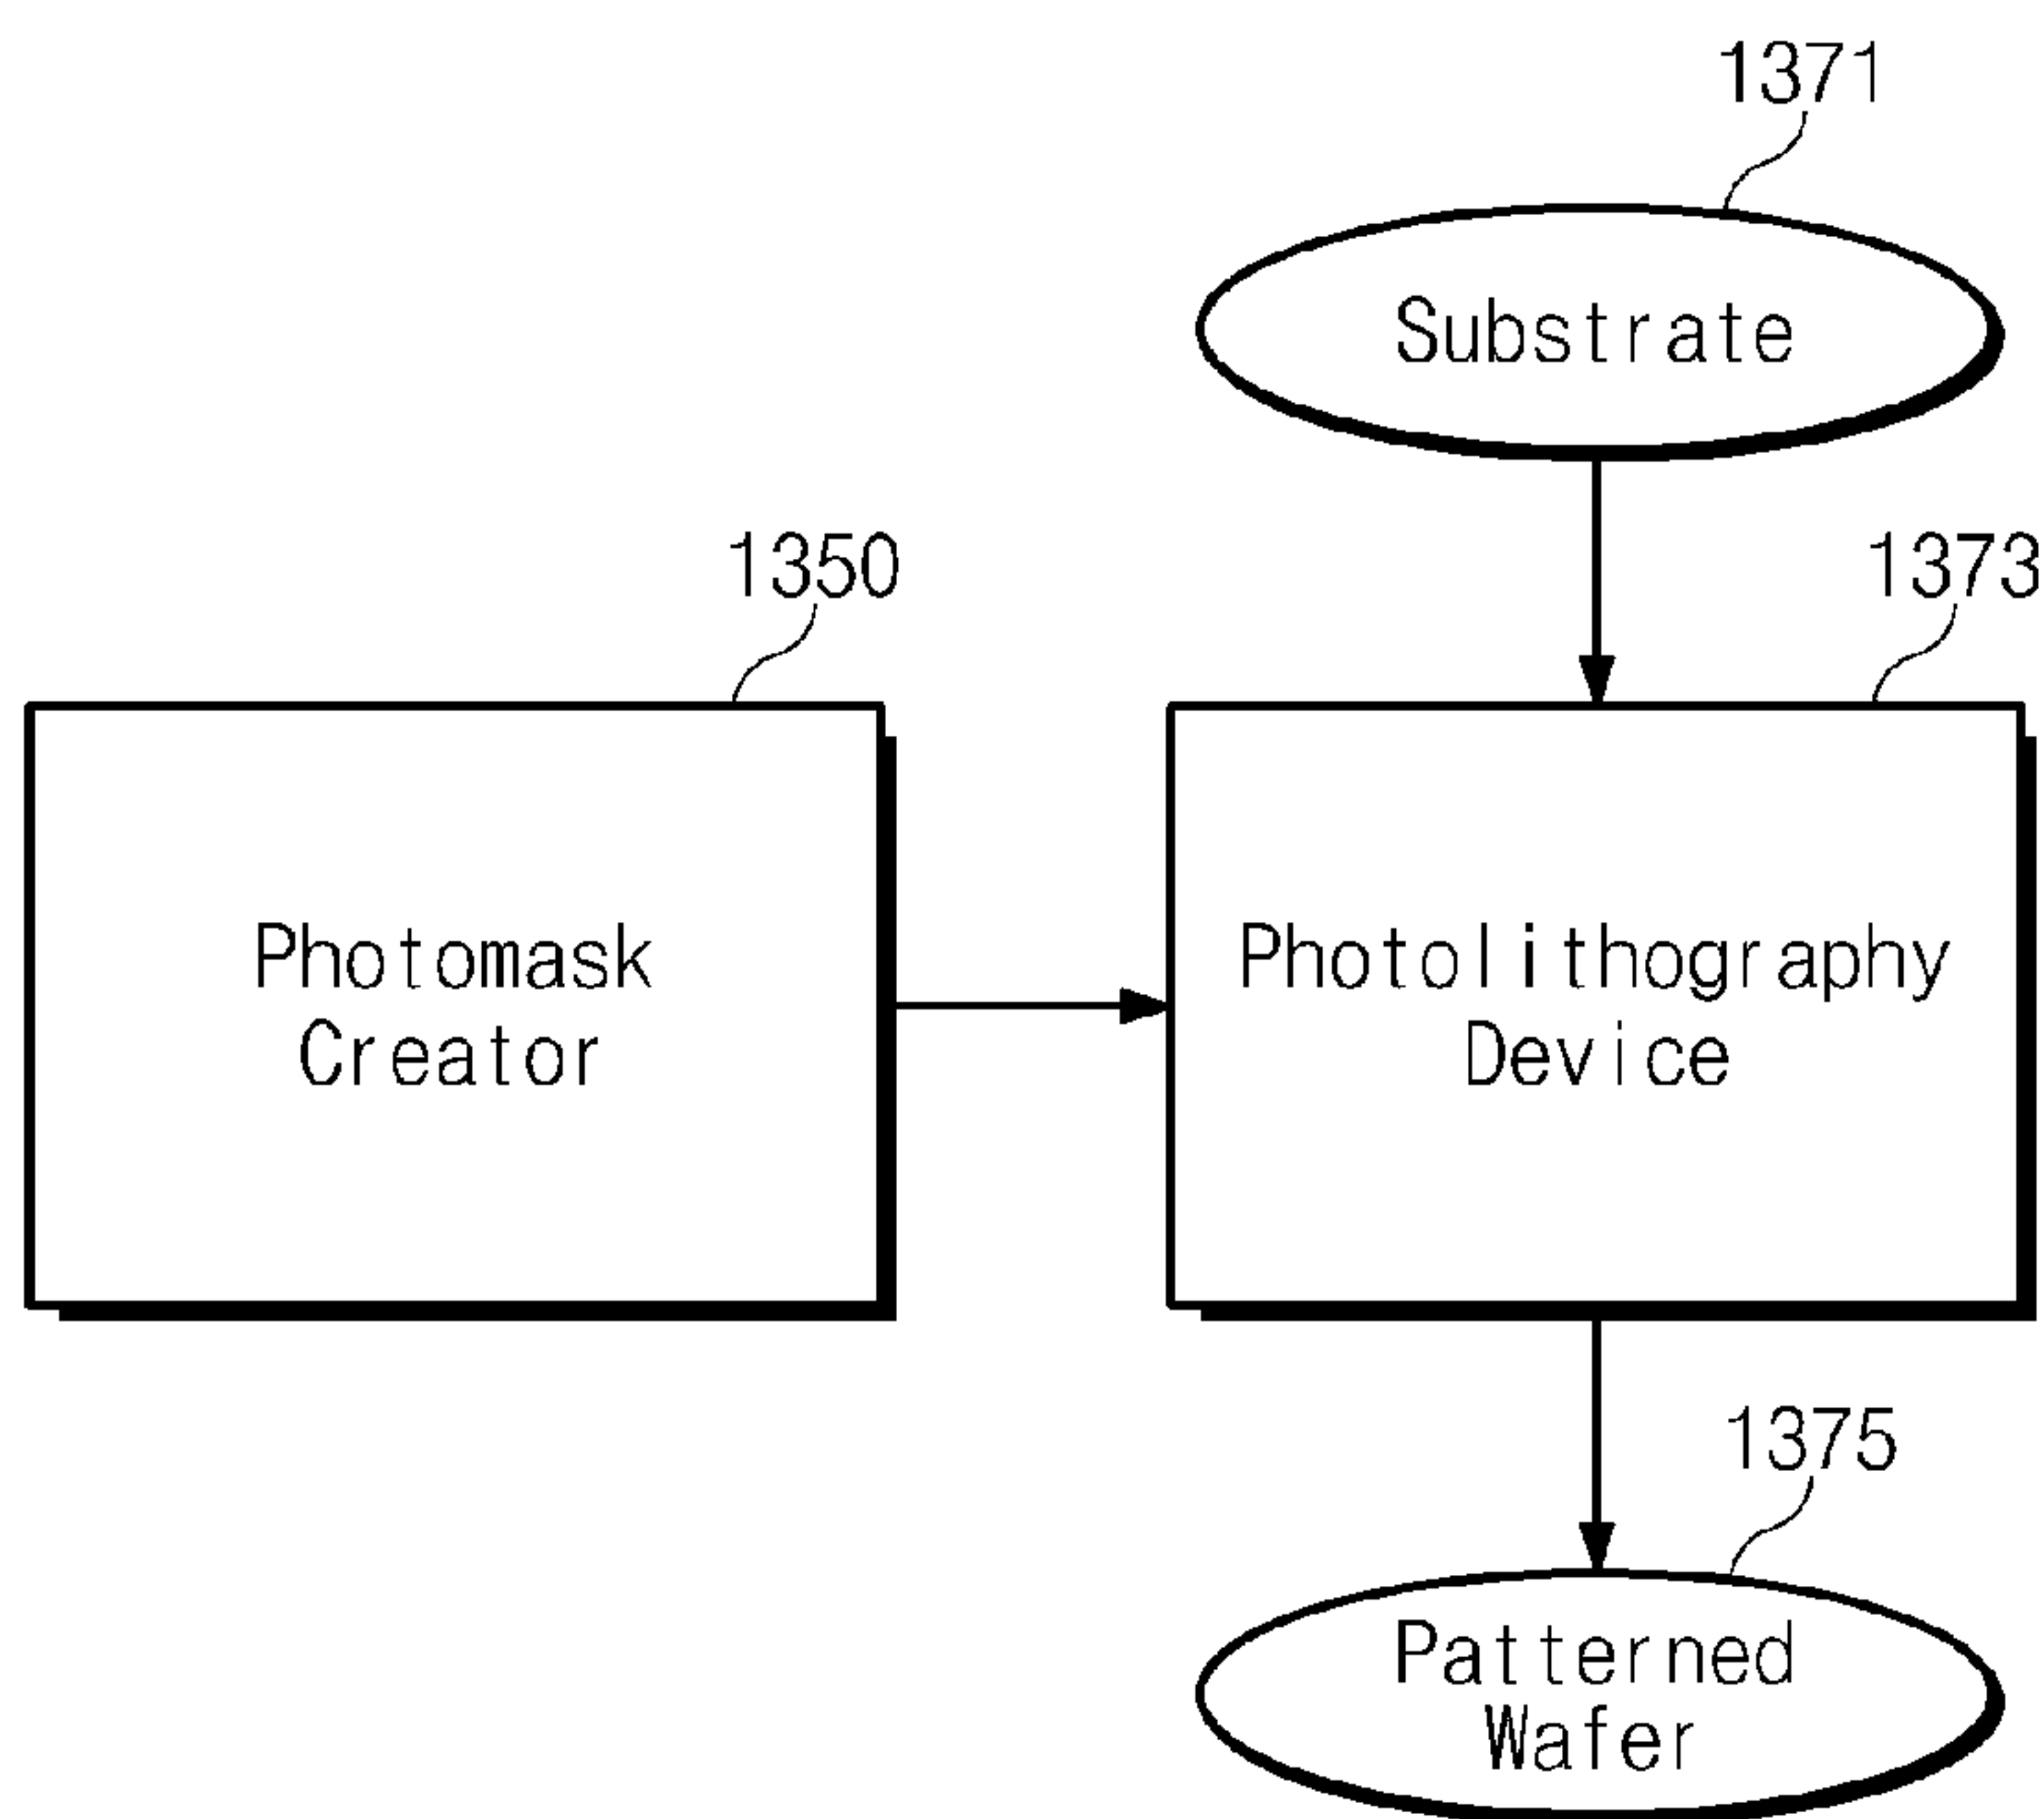 1371
Substrate
1350
1373
Photomask
Creator
Photolithography
Device
1375
Patterned
Wafer